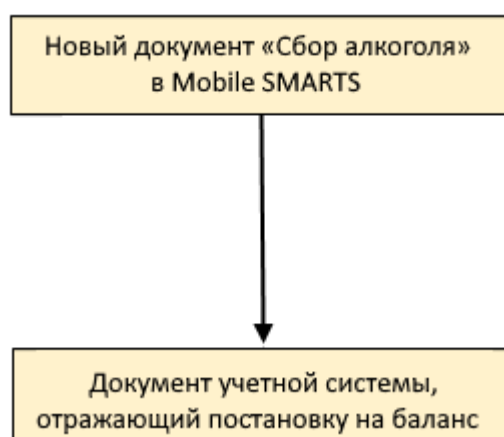 Новый документ «Сбор алкоголя»
в Mobile SMARTS
Документ учетной системы,
отражающий постановку на баланс